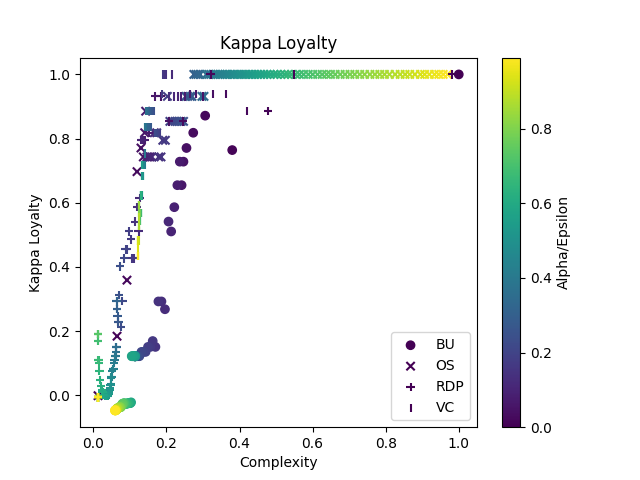 Kappa Loyalty
1.0
0.8
0.6
0.4
0.2
0.0
Kappa Loyalty
0.0 0.2 0.4 0.6 0.8 1.0
Complexity
BU
OS
RDP
VC
0.8
0.6
0.4
0.2
0.0
Alpha/Epsilon